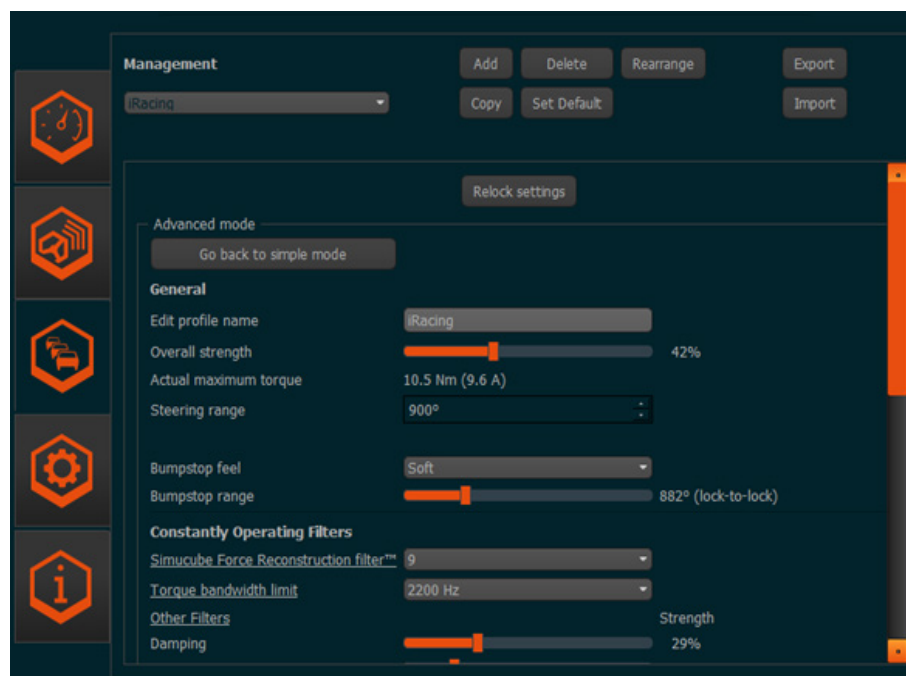 Management Add Delete Rearrange Export
iRacing Copy Set Default Import
Relock settings
Advanced mode
Go back to simple mode
General
Edit profile name iRacing
Overall strength 42%
Actual maximum torque 10.5 Nm (9.6 A)
Steering range 900°
Bumpstop feel Soft
Bumpstop range 882° (lock-to-lock)
Constantly Operating Filters
Simucube Force Reconstruction filter™ 9
Torque bandwidth limit 2200 Hz
Other Filters Strength
Damping 29%